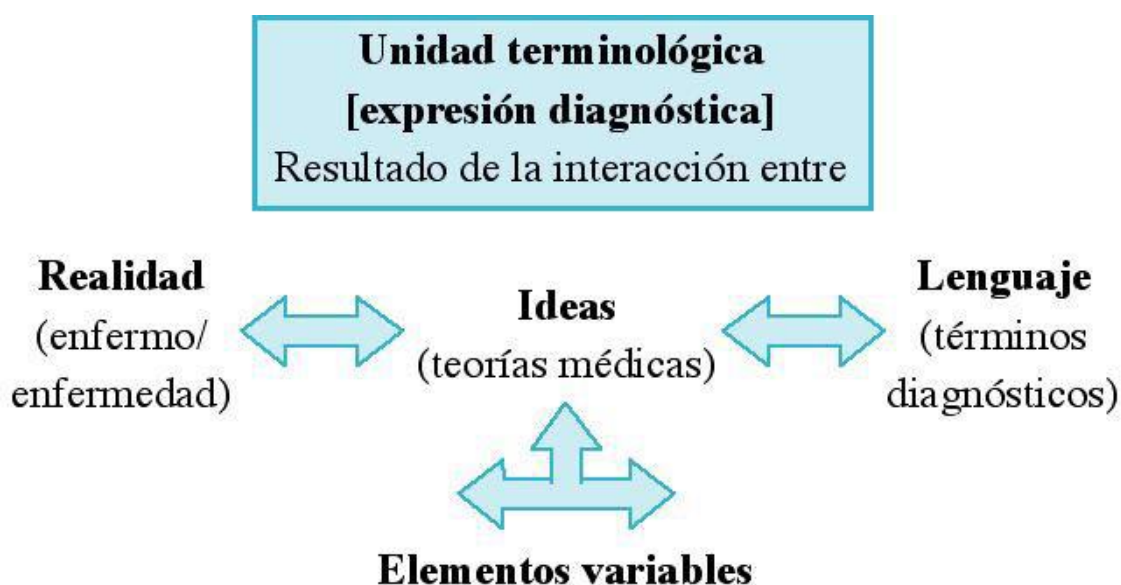 Unidad terminológica
[expresión diagnóstica]
Resultado de la interacción entre
Realidad
(enfermo/
enfermedad)
Ideas
(teorías médicas)
Lenguaje
(términos
diagnósticos)
Elementos variables